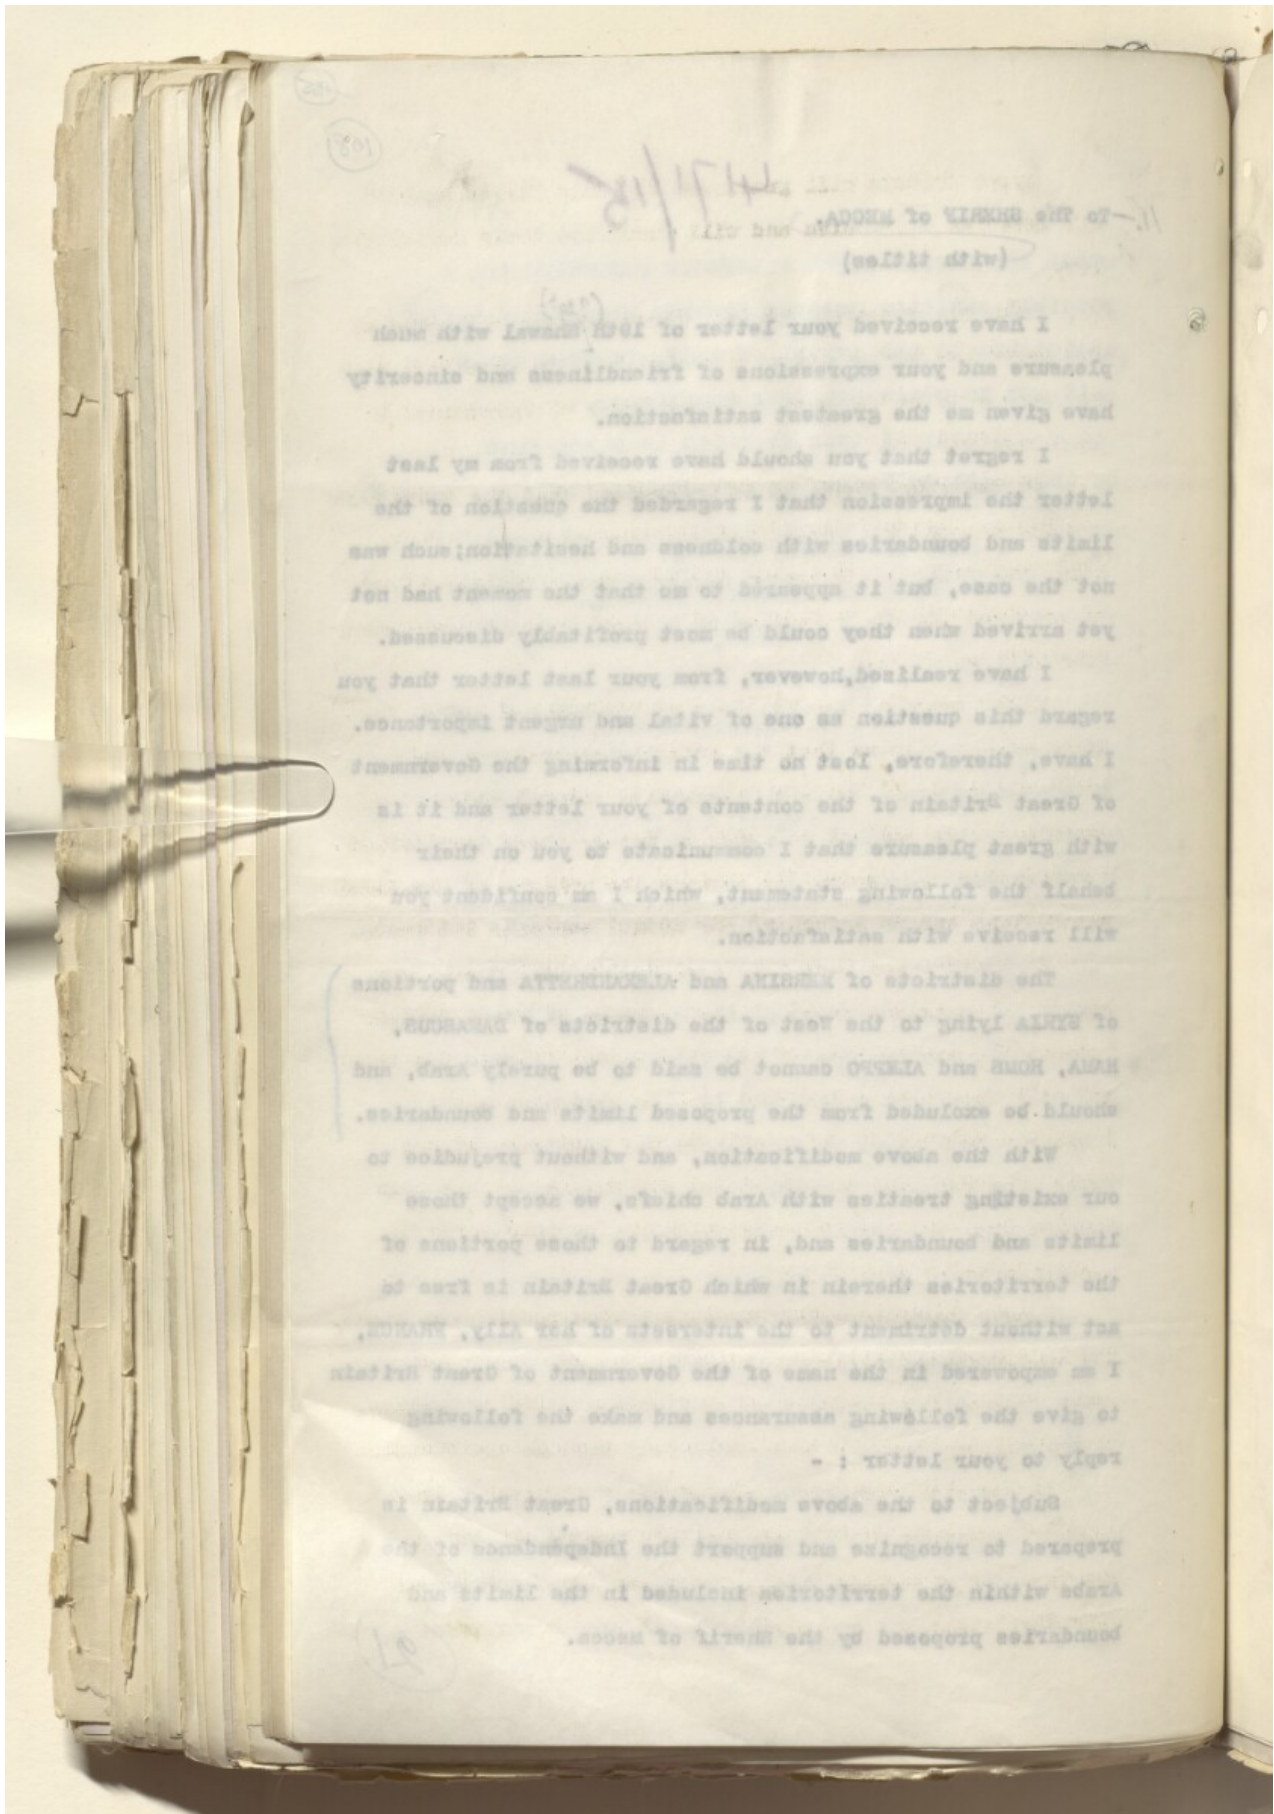 4171/15
11.—To The SHERIF of MECCA.
(with titles)
I have received your letter of 19th Shawal with much
pleasure and your expressions of friendliness and sincerity
have given me the greatest satisfaction.
I regret that you should have received from my last
letter the impression that I regarded the question of the
limits and boundaries with coldness and hesitation;such was
not the case, but it appeared to me that the moment had not
yet arrived when they could be most profitably discussed.
I have realised,however, from your last letter that you
regard this question as one of vital and urgent importance.
I have, therefore, lost no time in informing the Government
of Great Britain of the contents of your letter and it is
with great pleasure that I communicate to you on their
behalf the following statement, which I am confident you
will receive with satisfaction.
The districts of MERSINA and ALEXANDRETTA and portions
of SYRIA lying to the West of the districts of DAMASCUS,
HAMA, HOMS and ALEPPO cannot be said to be purely Arab, and
should be excluded from the proposed limits and boundaries.
With the above modification, and without prejudice to
our existing treaties with Arab chiefs, we accept those
limits and boundaries and, in regard to those portions of
the territories therein in which Great Britain is free to
act without detriment to the interests of her Ally, FRANCE,
I am empowered in the name of the Government of Great Britain
to give the following assurances and make the following
reply to your letter : -
Subject to the above modifications, Great Britain is
prepared to recognise and support the Independence of the
Arabs within the territories included in the limits and
boundaries proposed by the Sherif of Mecca.